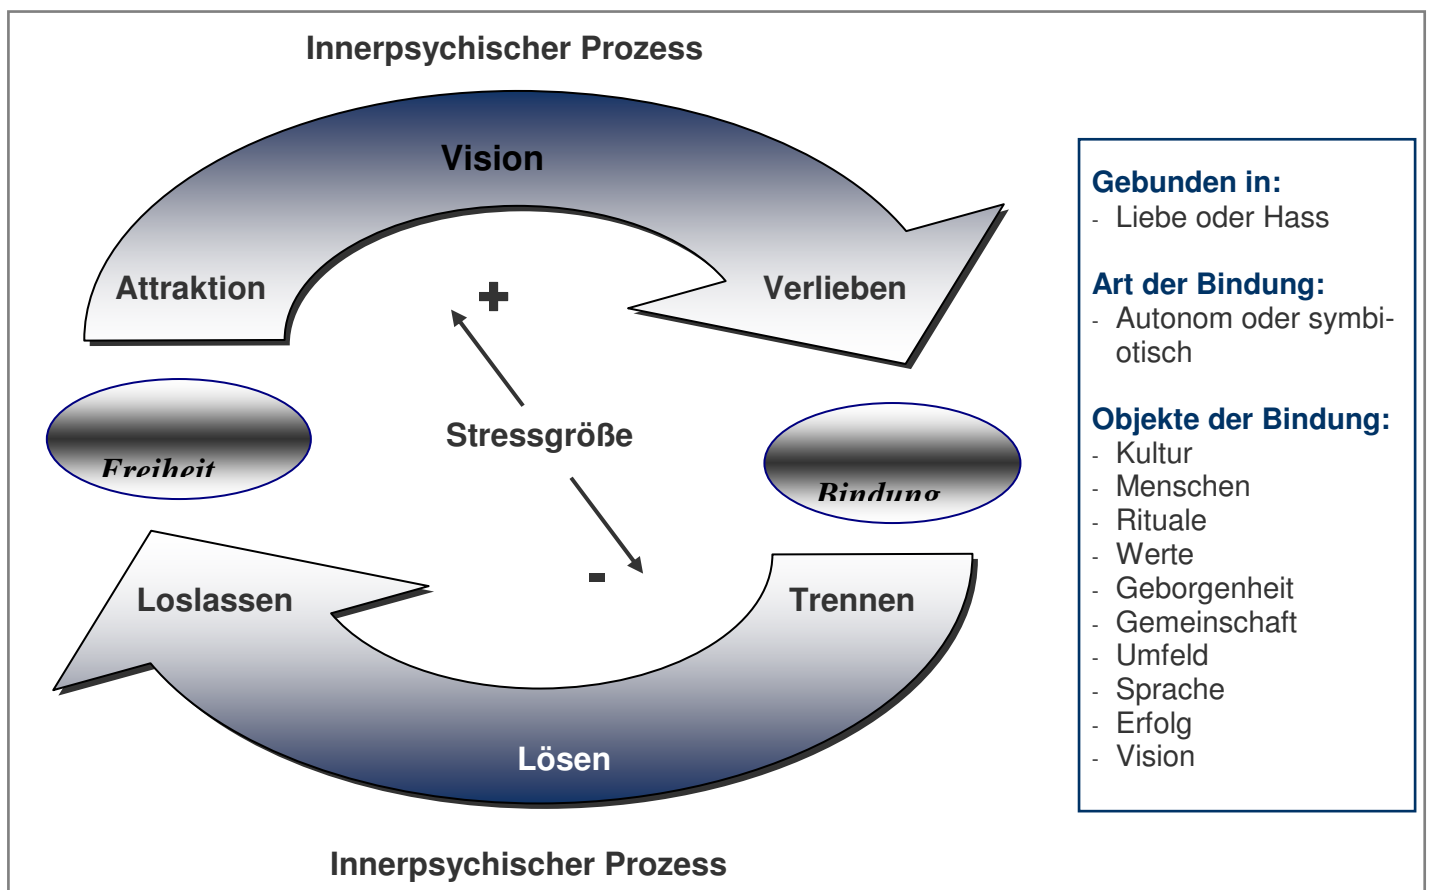 Innerpsychischer Prozess
Vision
Attraktion
+
Verlieben
Freiheit
Stressgröße
Bindung
-
Loslassen
Trennen
Lösen
Innerpsychischer Prozess
Gebunden in:
- Liebe oder Hass
Art der Bindung:
- Autonom oder symbi-
otisch
Objekte der Bindung:
- Kultur
- Menschen
- Rituale
- Werte
- Geborgenheit
- Gemeinschaft
- Umfeld
- Sprache
- Erfolg
- Vision